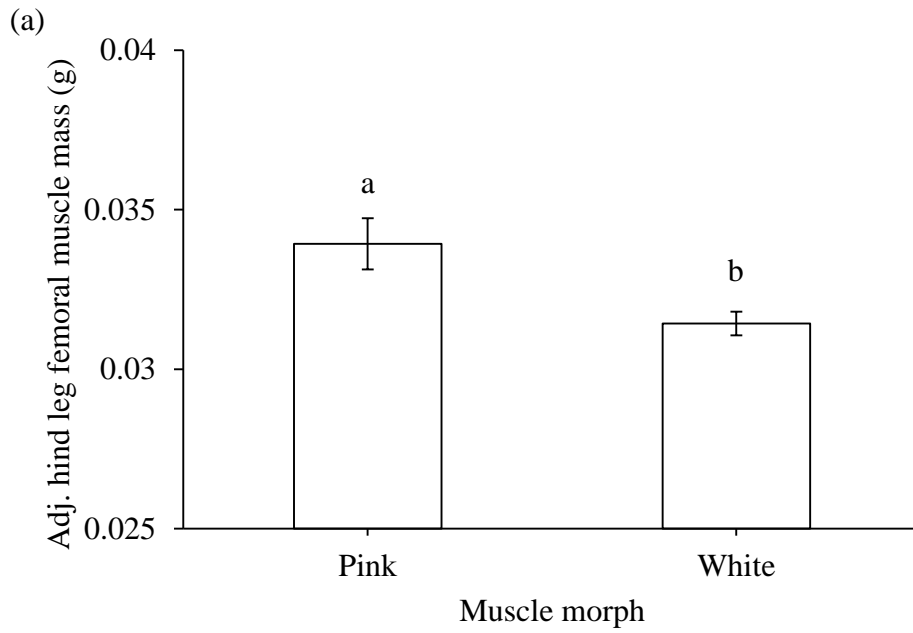 (a)
Adj. hind leg femoral muscle mass (g)
0.04
0.035
0.03
0.025
a
b
Pink
White
Muscle morph